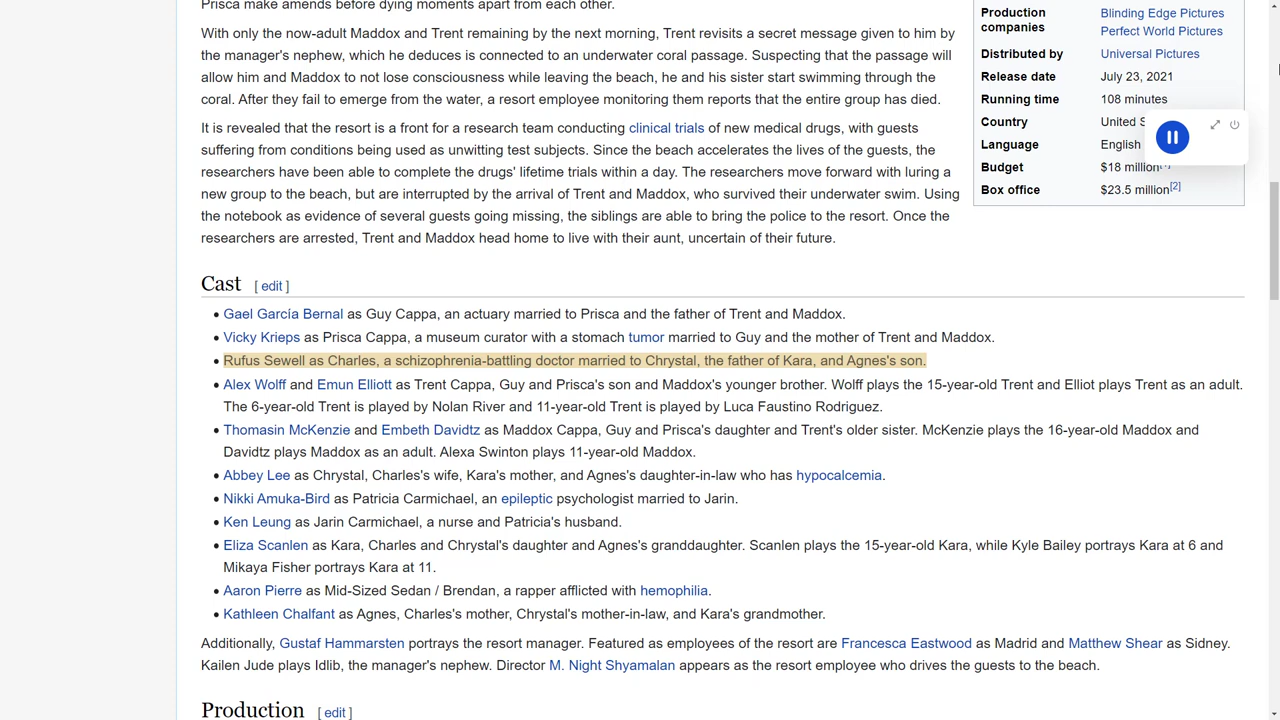 Prisca make amends before dying moments apart from each other.
With only the now-adult Maddox and Trent remaining by the next morning, Trent revisits a secret message given to him by
the manager's nephew, which he deduces is connected to an underwater coral passage. Suspecting that the passage will
allow him and Maddox to not lose consciousness while leaving the beach, he and his sister start swimming through the
coral. After they fail to emerge from the water, a resort employee monitoring them reports that the entire group has died.
It is revealed that the resort is a front for a research team conducting clinical trials of new medical drugs, with guests
suffering from conditions being used as unwitting test subjects. Since the beach accelerates the lives of the guests, the
researchers have been able to complete the drugs' lifetime trials within a day. The researchers move forward with luring a
new group to the beach, but are interrupted by the arrival of Trent and Maddox, who survived their underwater swim. Using
the notebook as evidence of several guests going missing, the siblings are able to bring the police to the resort. Once the
researchers are arrested, Trent and Maddox head home to live with their aunt, uncertain of their future.
Production companies Blinding Edge Pictures
Perfect World Pictures
Distributed by Universal Pictures
Release date July 23, 2021
Running time 108 minutes
Country United
Language English
Budget $18 million
Box office $23.5 million[2]
Cast [ edit ]
• Gael García Bernal as Guy Cappa, an actuary married to Prisca and the father of Trent and Maddox.
• Vicky Krieps as Prisca Cappa, a museum curator with a stomach tumor married to Guy and the mother of Trent and Maddox.
• Rufus Sewell as Charles, a schizophrenia-battling doctor married to Chrystal, the father of Kara, and Agnes's son.
• Alex Wolff and Emun Elliott as Trent Cappa, Guy and Prisca's son and Maddox's younger brother. Wolff plays the 15-year-old Trent and Elliot plays Trent as an adult.
The 6-year-old Trent is played by Nolan River and 11-year-old Trent is played by Luca Faustino Rodriguez.
• Thomasin McKenzie and Embeth Davidtz as Maddox Cappa, Guy and Prisca's daughter and Trent's older sister. McKenzie plays the 16-year-old Maddox and
Davidtz plays Maddox as an adult. Alexa Swinton plays 11-year-old Maddox.
• Abbey Lee as Chrystal, Charles's wife, Kara's mother, and Agnes's daughter-in-law who has hypocalcemia.
• Nikki Amuka-Bird as Patricia Carmichael, an epileptic psychologist married to Jarin.
• Ken Leung as Jarin Carmichael, a nurse and Patricia's husband.
• Eliza Scanlen as Kara, Charles and Chrystal's daughter and Agnes's granddaughter. Scanlen plays the 15-year-old Kara, while Kyle Bailey portrays Kara at 6 and
Mikaya Fisher portrays Kara at 11.
• Aaron Pierre as Mid-Sized Sedan / Brendan, a rapper afflicted with hemophilia.
• Kathleen Chalfant as Agnes, Charles's mother, Chrystal's mother-in-law, and Kara's grandmother.
Additionally, Gustaf Hammarsten portrays the resort manager. Featured as employees of the resort are Francesca Eastwood as Madrid and Matthew Shear as Sidney.
Kailen Jude plays Idlib, the manager's nephew. Director M. Night Shyamalan appears as the resort employee who drives the guests to the beach.
Production [ edit ]